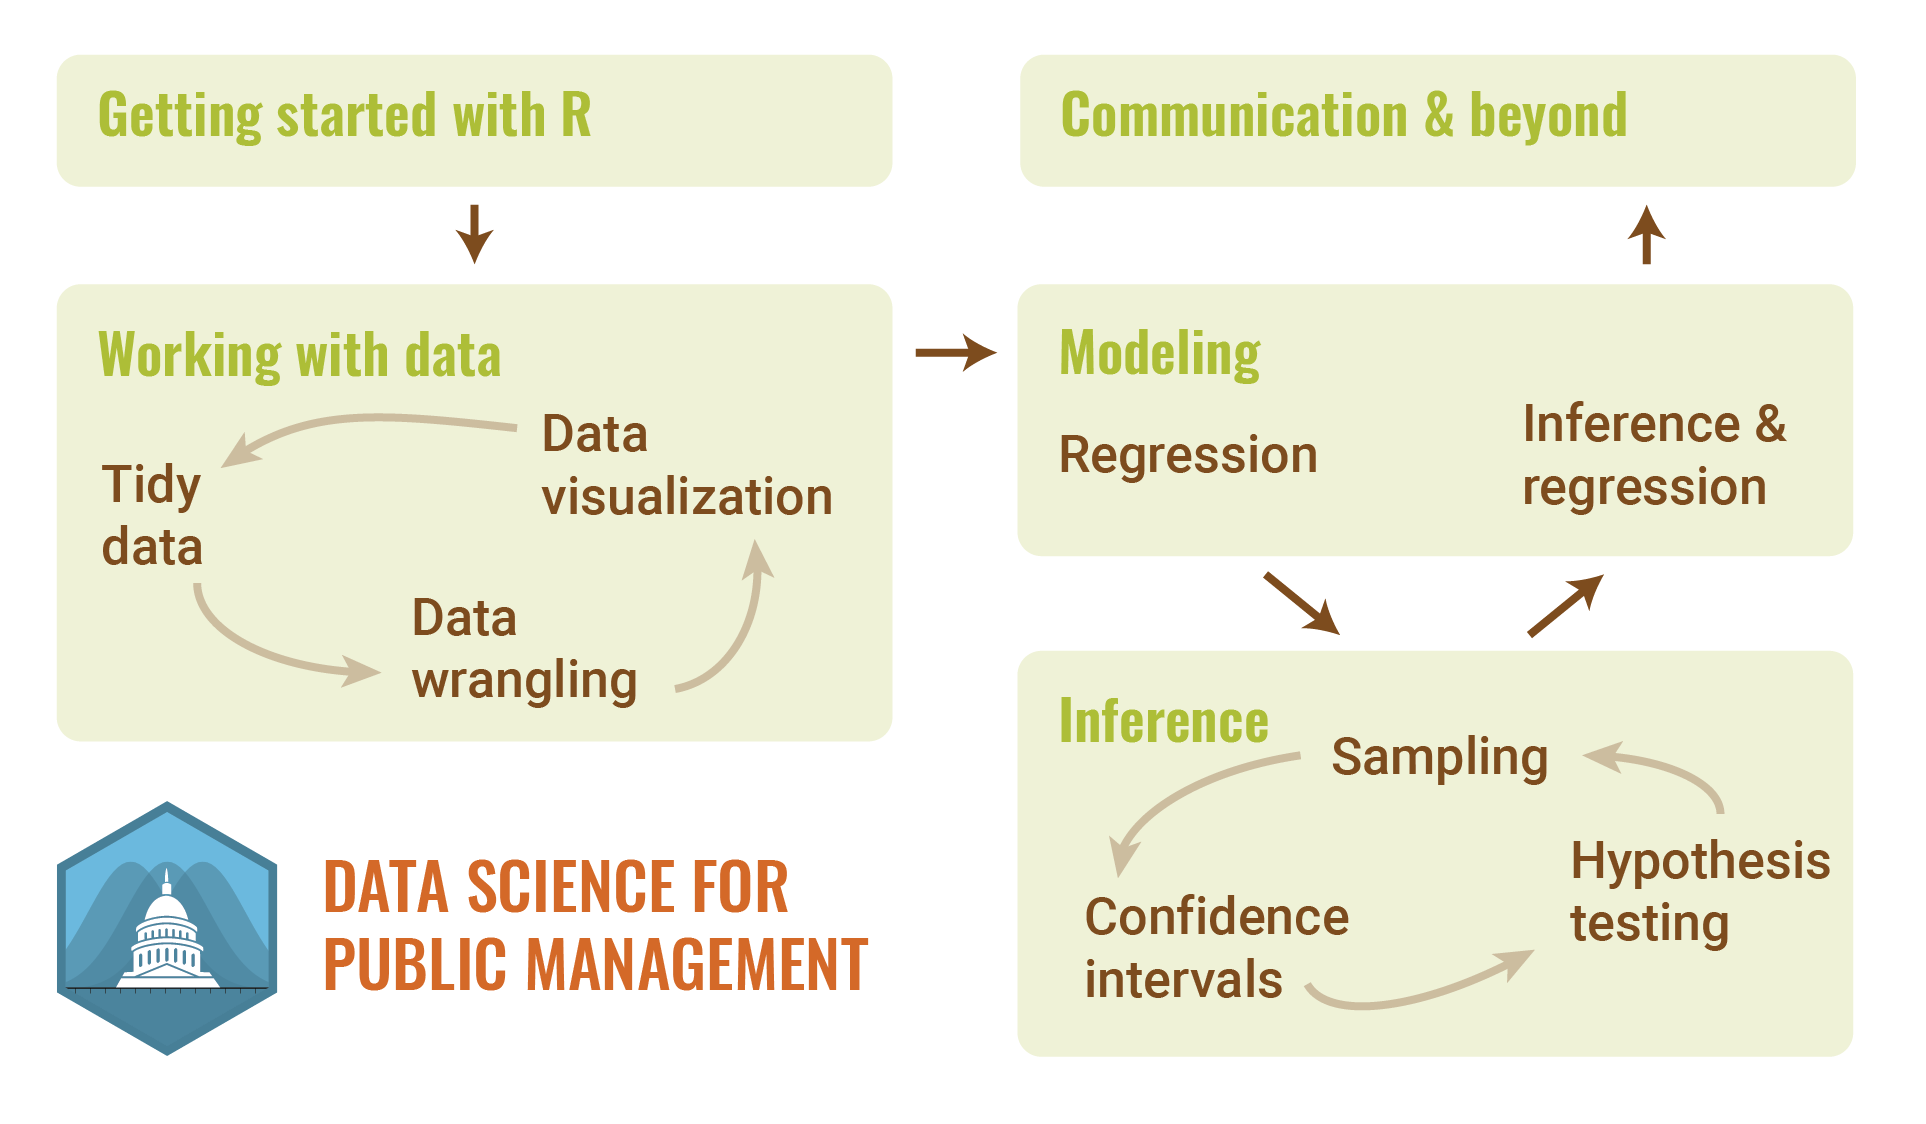 Getting started with R
Working with data
Data
visualization
Tidy
data
Data
wrangling
DATA SCIENCE FOR
PUBLIC MANAGEMENT
Communication & beyond
Modeling
Regression
Inference &
regression
Inference
Sampling
Confidence
intervals
Hypothesis
testing